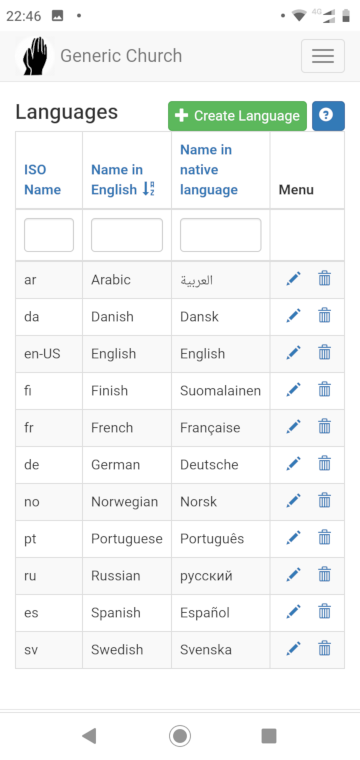 22:46
4G
Generic Church
Languages
Create Language
ISO Name
Name in English
Name in native language
Menu
ar Arabic العربية
da Danish Dansk
en-US English English
fi Finish Suomalainen
fr French Française
de German Deutsche
no Norwegian Norsk
pt Portuguese Português
ru Russian русский
es Spanish Español
sv Swedish Svenska